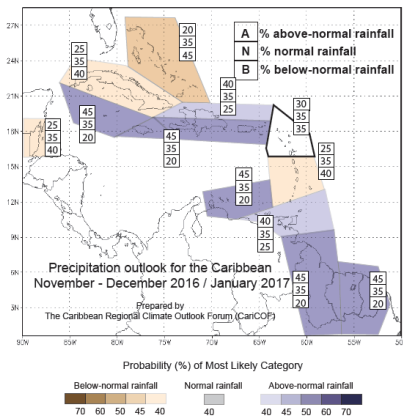 27N
24N
21N
18N
15N
12N
9N
6N
3N
90W
85W
80W
75W
70W
65W
60W
55W
50
A % above-normal rainfall
N % normal rainfall
B % below-normal rainfall
20
35
45
25
35
40
40
35
25
30
35
35
45
35
20
45
35
20
25
35
40
25
35
40
45
35
20
40
35
25
45
35
20
45
35
20
Precipitation outlook for the Caribbean
November - December 2016 / January 2017
Prepared by
The Caribbean Regional Climate Outlook Forum (CariCOF)
Probability (%) of Most Likely Category
Below-normal rainfall
Normal rainfall
Above-normal rainfall
70 60 50 45 40
40
40 45 50 60 70